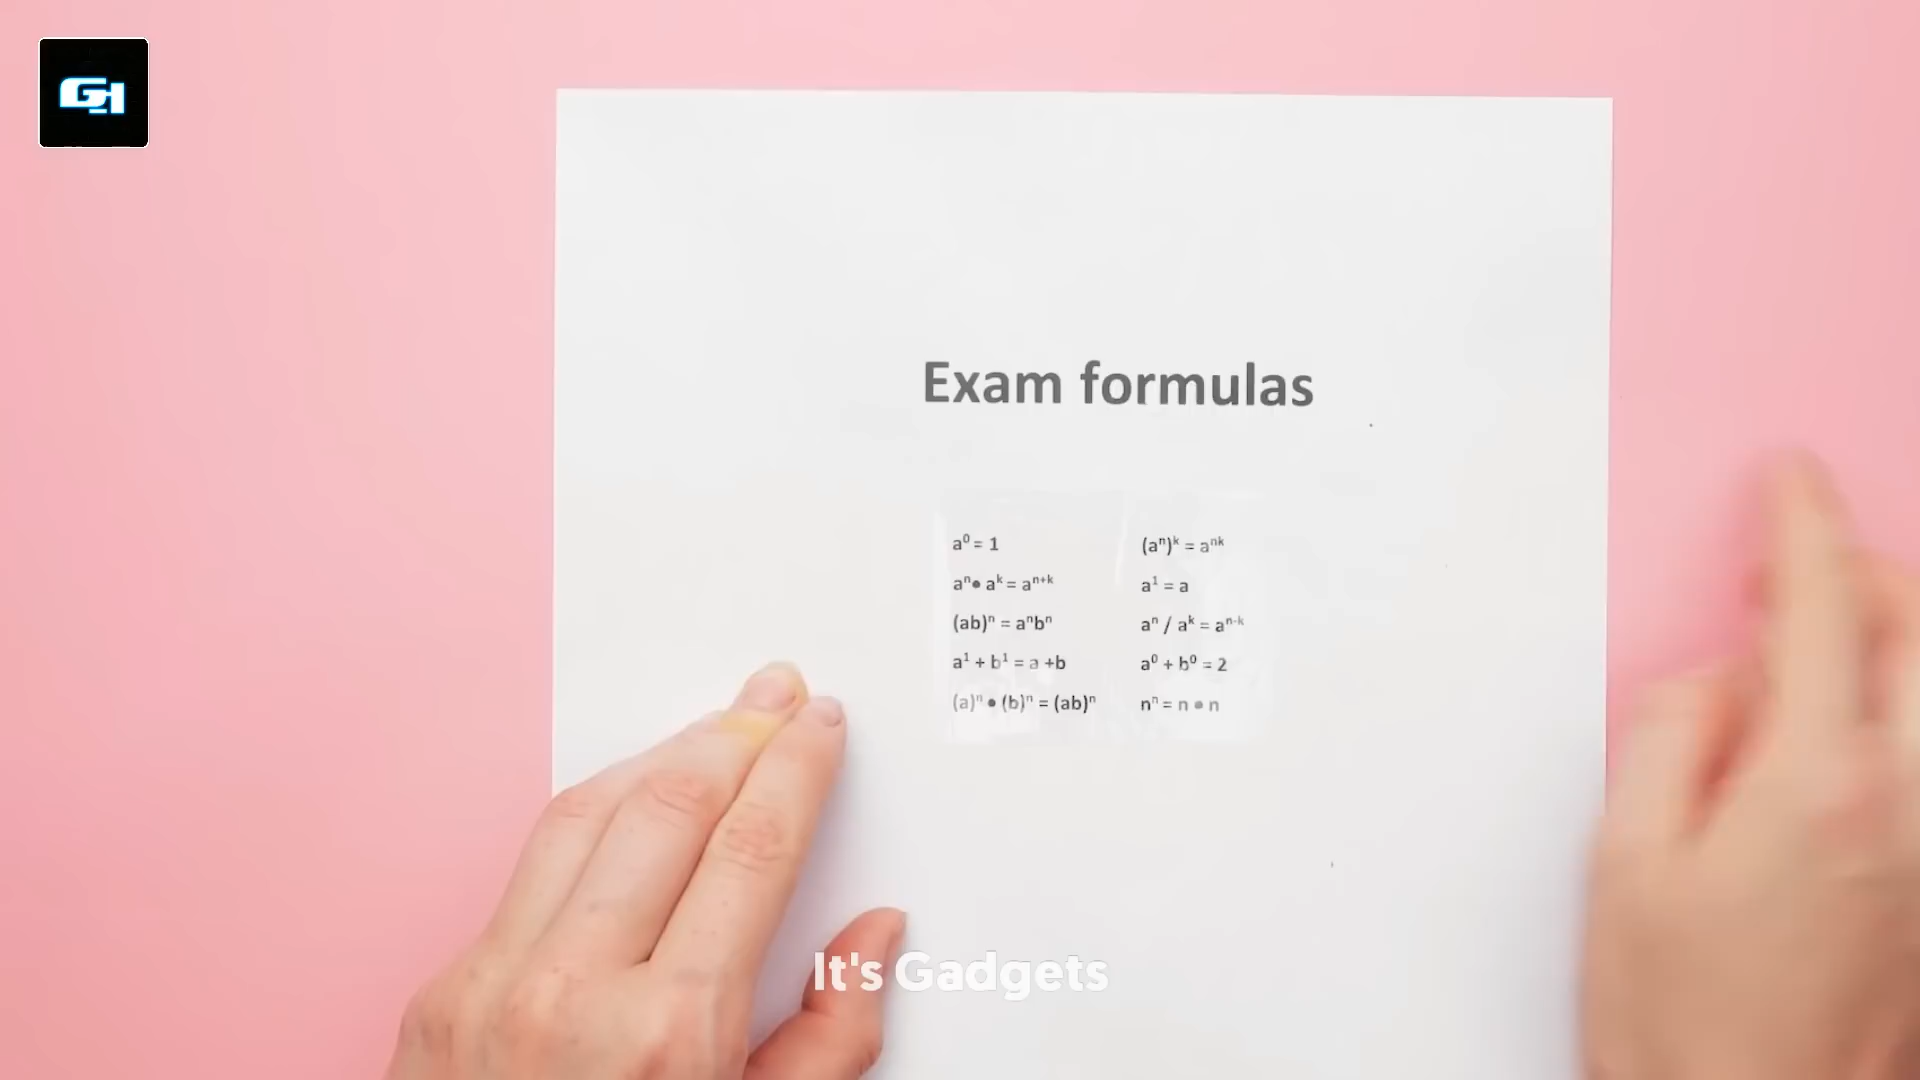 GI
Exam formulas
a⁰ = 1
aⁿ• aᵏ = aⁿ⁺ᵏ
(ab)ⁿ = aⁿbⁿ
a¹ + b¹ = a +b
(a)ⁿ • (b)ⁿ = (ab)ⁿ
(aⁿ)ᵏ = aⁿᵏ
a¹ = a
aⁿ / aᵏ = aⁿ⁻ᵏ
a⁰ + b⁰ = 2
nⁿ = n • n
It's Gadgets